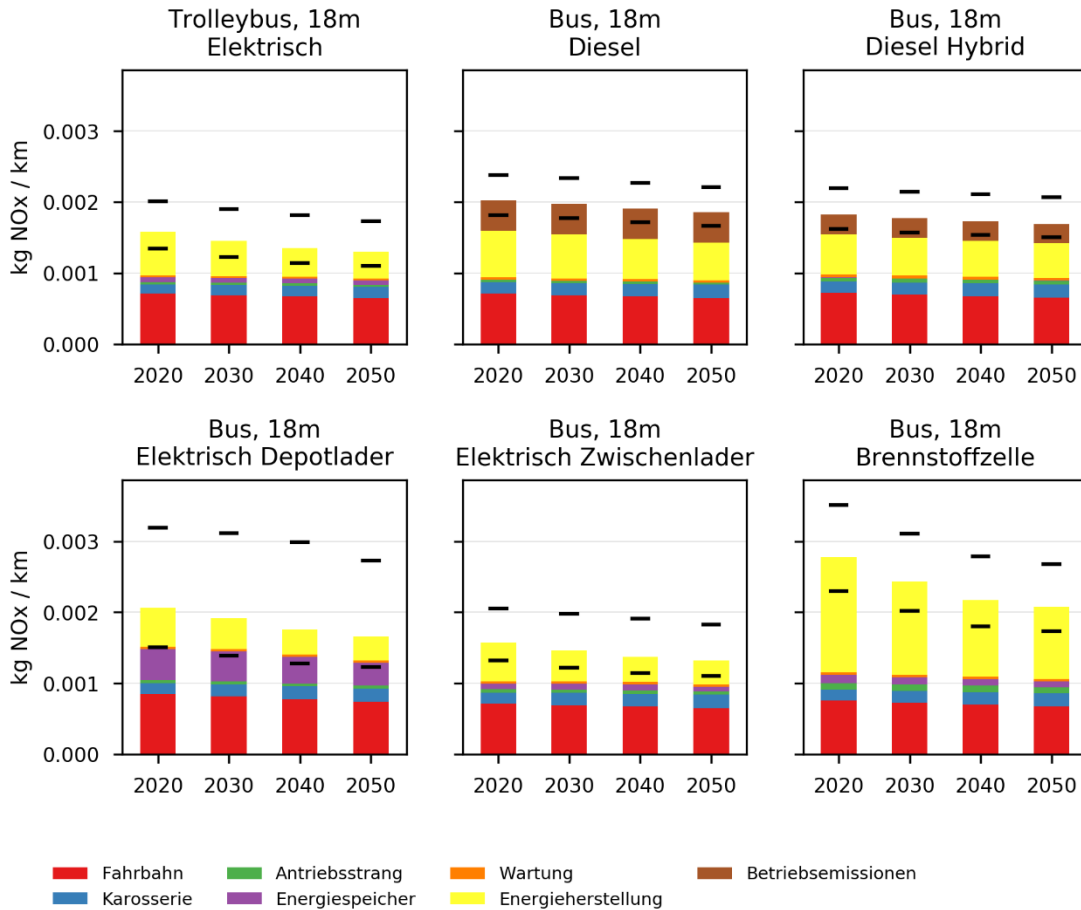 Trolleybus, 18m
Elektrisch
Bus, 18m
Diesel
Bus, 18m
Diesel Hybrid
kg NOx / km
0.003
0.002
0.001
0.000
2020 2030 2040 2050
2020 2030 2040 2050
2020 2030 2040 2050
Bus, 18m
Elektrisch Depotlader
Bus, 18m
Elektrisch Zwischenlader
Bus, 18m
Brennstoffzelle
kg NOx / km
0.003
0.002
0.001
0.000
2020 2030 2040 2050
2020 2030 2040 2050
2020 2030 2040 2050
Fahrbahn Antriebsstrang Wartung Betriebsemissionen
Karosserie Energiespeicher Energieherstellung